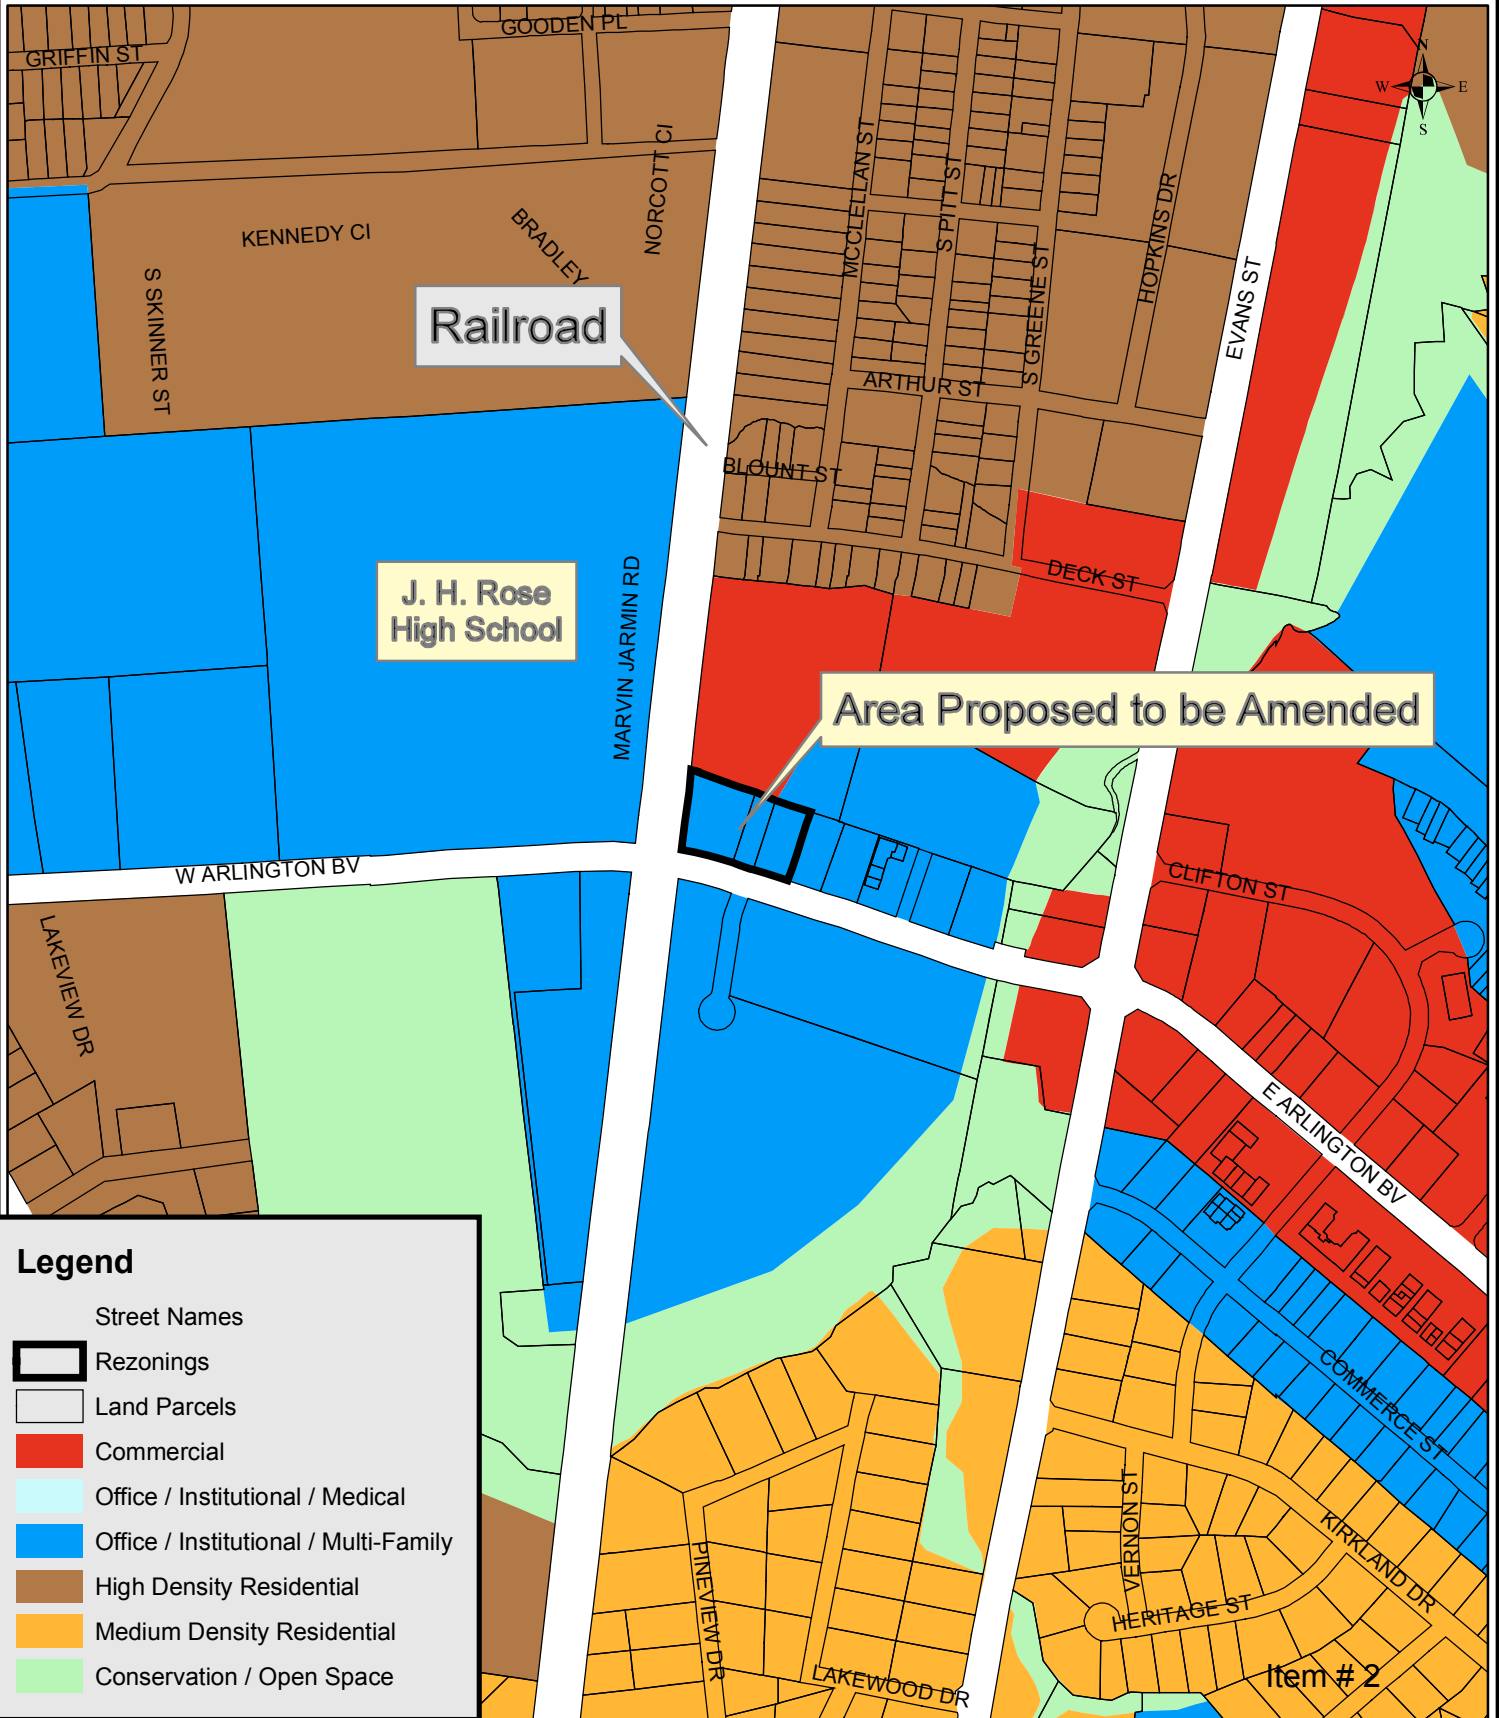 GOODEN PL
GRIFFIN ST
N
W
E
S
NORCOTT CI
MCCLELLAN ST
S PITT ST
HOPKINS DR
KENNEDY CI
BRADLEY
S SKINNER ST
S GREENE ST
EVANS ST
Railroad
ARTHUR ST
BLOUNT ST
DECK ST
J. H. Rose
High School
MARVIN JARMIN RD
Area Proposed to be Amended
W ARLINGTON BV
CLIFTON ST
LAKEVIEW DR
E ARLINGTON BV
COMMERCE ST
Legend
Street Names
Rezonings
Land Parcels
Commercial
Office / Institutional / Medical
Office / Institutional / Multi-Family
High Density Residential
Medium Density Residential
Conservation / Open Space
PINEVIEW DR
VERNON ST
KIRKLAND DR
HERITAGE ST
LAKEWOOD DR
Item # 2